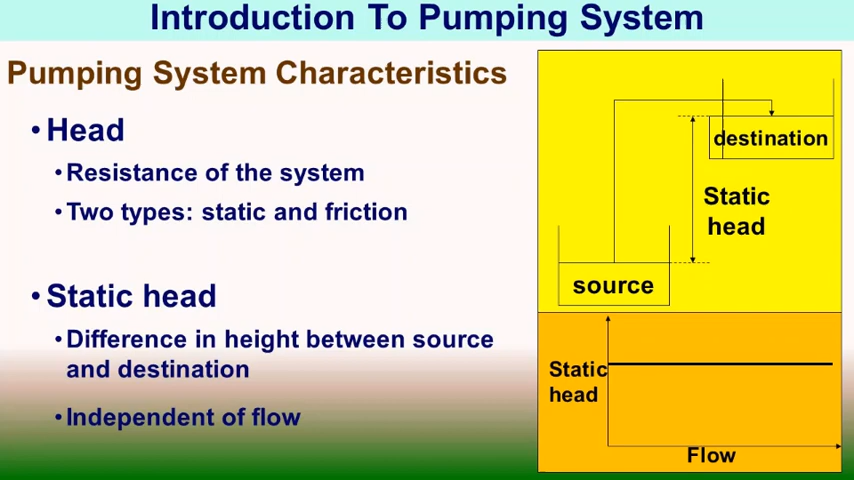 Introduction To Pumping System
Pumping System Characteristics
• Head
• Resistance of the system
• Two types: static and friction
• Static head
• Difference in height between source
and destination
• Independent of flow
destination
Static
head
source
Static
head
Flow